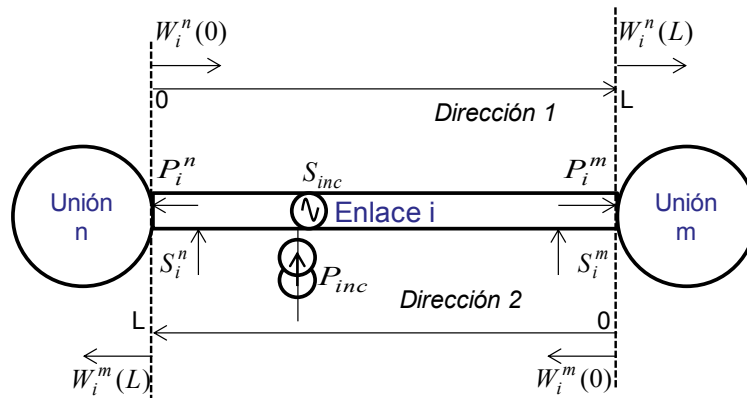 W_i^n(0)
W_i^n(L)
0
L
Dirección 1
P_i^n
S_inc
P_i^m
Unión
n
Enlace i
Unión
m
S_i^n
P_inc
S_i^m
L
Dirección 2
0
W_i^m(L)
W_i^m(0)